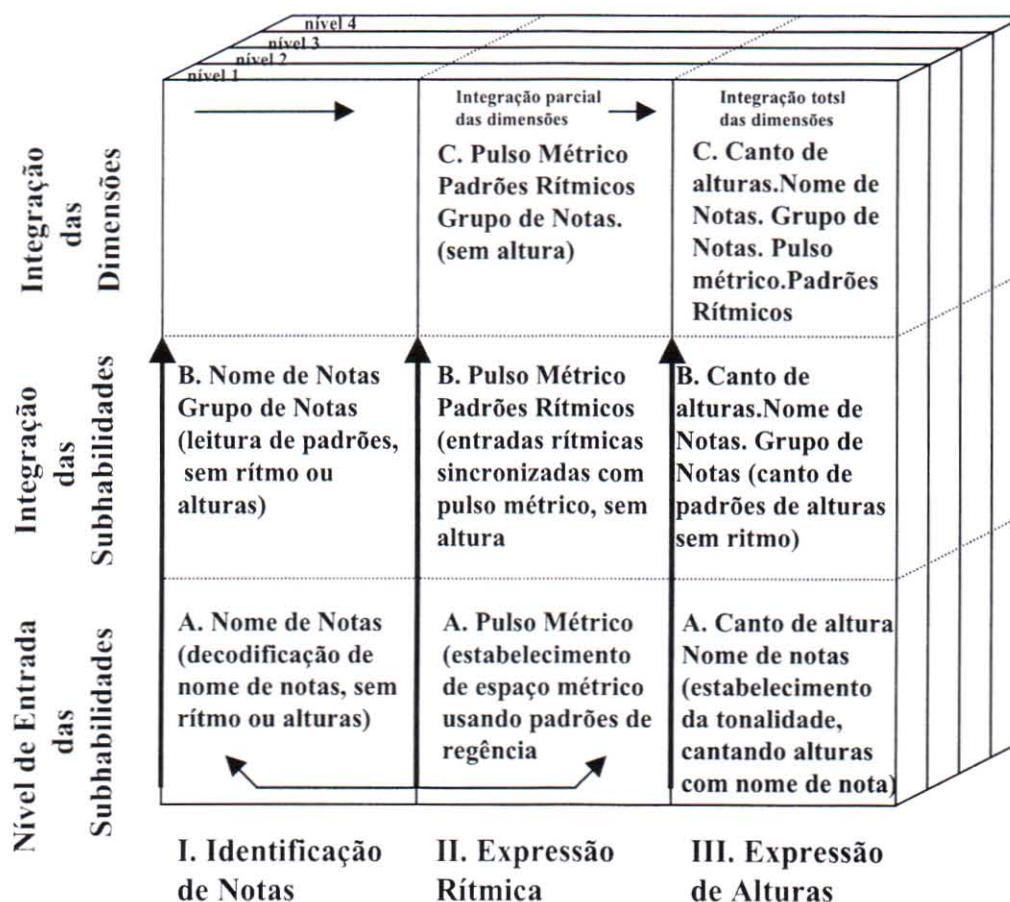 nível 4
nível 3
nível 2
nível 1
Integração
das
Dimensões
Integração parcial
das dimensões
C. Pulso Métrico
Padrões Rítmicos
Grupo de Notas.
(sem altura)
Integração totsl
das dimensões
C. Canto de
alturas.Nome de
Notas. Grupo de
Notas. Pulso
métrico.Padrões
Rítmicos
Integração
das
Subhabilidades
B. Nome de Notas
Grupo de Notas
(leitura de padrões,
sem rítmo ou
alturas)
B. Pulso Métrico
Padrões Rítmicos
(entradas rítmicas
sincronizadas com
pulso métrico, sem
altura
B. Canto de
alturas.Nome de
Notas. Grupo de
Notas (canto de
padrões de alturas
sem ritmo)
Nível de Entrada
das
Subhabilidades
A. Nome de Notas
(decodificação de
nome de notas, sem
rítmo ou alturas)
A. Pulso Métrico
(estabelecimento
de espaço métrico
usando padrões de
regência
A. Canto de altura
Nome de notas
(estabelecimento
da tonalidade,
cantando alturas
com nome de nota)
I. Identificação
de Notas
II. Expressão
Rítmica
III. Expressão
de Alturas